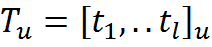 T_u = [t_1, . . t_l]_u